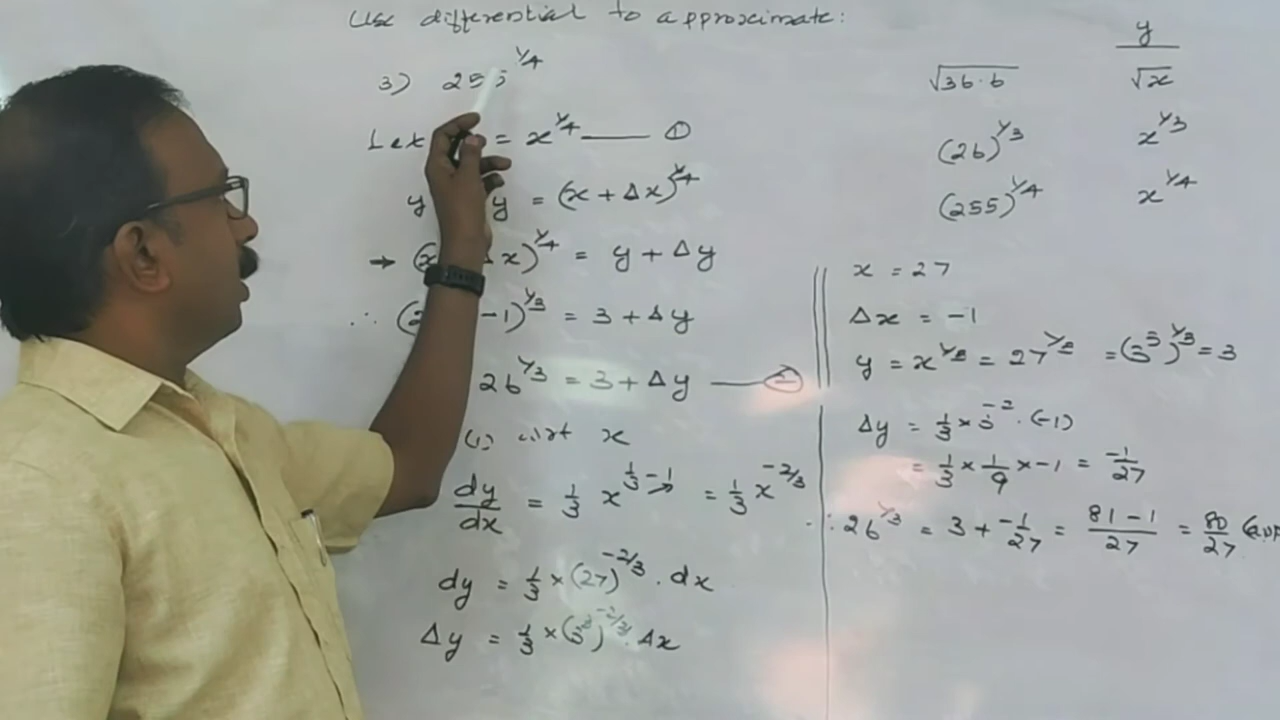 Use differential to approximate:
3) 255^{1/4}
Let = x^{1/4} —— ①
y y = (x + Δx)^{1/4}
→ ( x)^{1/4} = y + Δy
∴ ( -1)^{1/3} = 3 + Δy
26^{1/3} = 3 + Δy —— ②
(1) wrt x
dy/dx = 1/3 x^{1/3 - 1} = 1/3 x^{-2/3}
dy = 1/3 × (27)^{-2/3} . dx
Δy = 1/3 × (3^3)^{-2/3} . Δx
y
√36.6 √x
(26)^{1/3} x^{1/3}
(255)^{1/4} x^{1/4}
x = 27
Δx = -1
y = x^{1/3} = 27^{1/3} = (3^3)^{1/3} = 3
Δy = 1/3 × 3^{-2} . (-1)
= 1/3 × 1/9 × -1 = -1/27
∴ 26^{1/3} = 3 + -1/27 = 81 - 1/27 = 80/27